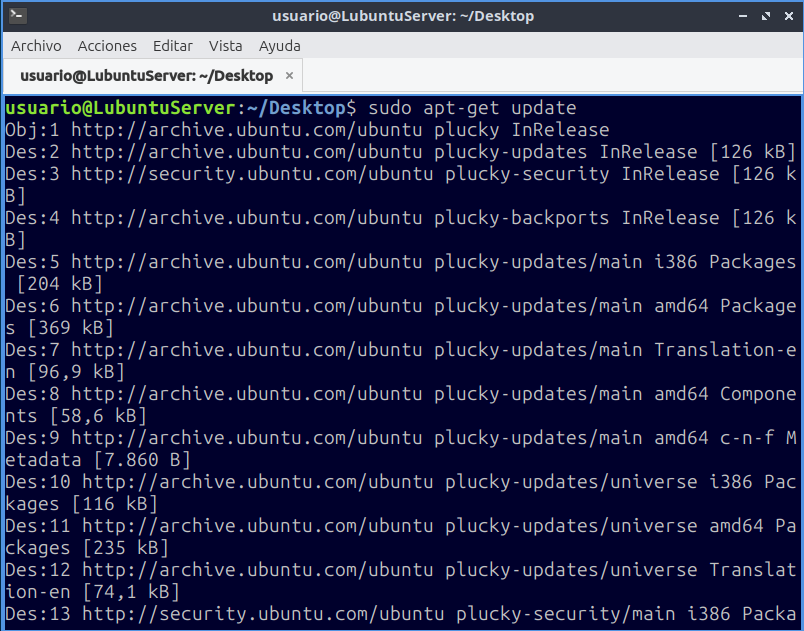 usuario@LubuntuServer: ~/Desktop
Archivo Acciones Editar Vista Ayuda
usuario@LubuntuServer: ~/Desktop ×
usuario@LubuntuServer:~/Desktop$ sudo apt-get update
Obj:1 http://archive.ubuntu.com/ubuntu plucky InRelease
Des:2 http://archive.ubuntu.com/ubuntu plucky-updates InRelease [126 kB]
Des:3 http://security.ubuntu.com/ubuntu plucky-security InRelease [126 k
B]
Des:4 http://archive.ubuntu.com/ubuntu plucky-backports InRelease [126 k
B]
Des:5 http://archive.ubuntu.com/ubuntu plucky-updates/main i386 Packages
 [204 kB]
Des:6 http://archive.ubuntu.com/ubuntu plucky-updates/main amd64 Package
s [369 kB]
Des:7 http://archive.ubuntu.com/ubuntu plucky-updates/main Translation-e
n [96,9 kB]
Des:8 http://archive.ubuntu.com/ubuntu plucky-updates/main amd64 Compone
nts [58,6 kB]
Des:9 http://archive.ubuntu.com/ubuntu plucky-updates/main amd64 c-n-f M
etadata [7.860 B]
Des:10 http://archive.ubuntu.com/ubuntu plucky-updates/universe i386 Pac
kages [116 kB]
Des:11 http://archive.ubuntu.com/ubuntu plucky-updates/universe amd64 Pa
ckages [235 kB]
Des:12 http://archive.ubuntu.com/ubuntu plucky-updates/universe Translat
ion-en [74,1 kB]
Des:13 http://security.ubuntu.com/ubuntu plucky-security/main i386 Packa